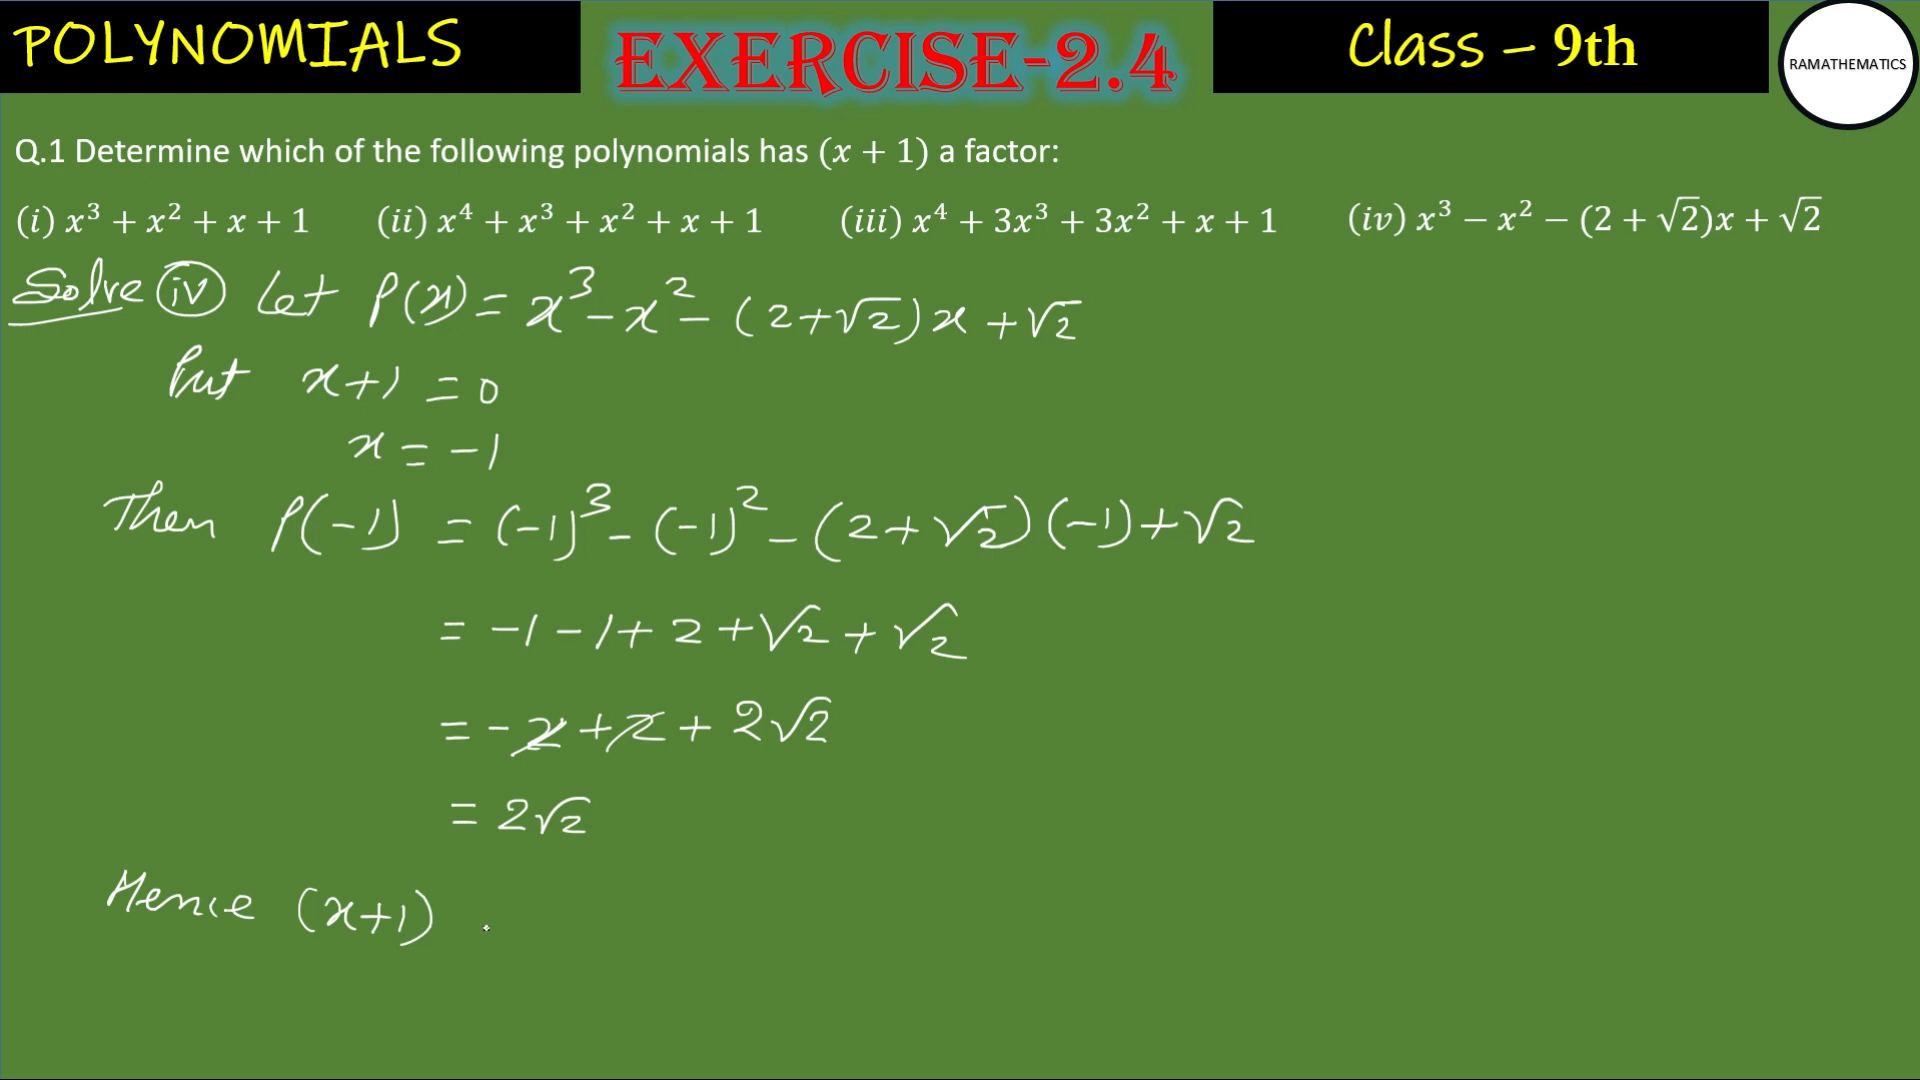 POLYNOMIALS
EXERCISE-2.4
Class – 9th
RAMATHEMATICS
Q.1 Determine which of the following polynomials has (x + 1) a factor:
(i) x³ + x² + x + 1 (ii) x⁴ + x³ + x² + x + 1 (iii) x⁴ + 3x³ + 3x² + x + 1 (iv) x³ − x² − (2 + √2)x + √2
Solve (iv) Let P(x) = x³ − x² − (2+√2)x + √2
Put x+1 = 0
x = −1
Then P(−1) = (−1)³ − (−1)² − (2+√2)(−1)+√2
= −1 −1 + 2 + √2 + √2
= −2 + 2 + 2√2
= 2√2
Hence (x+1)